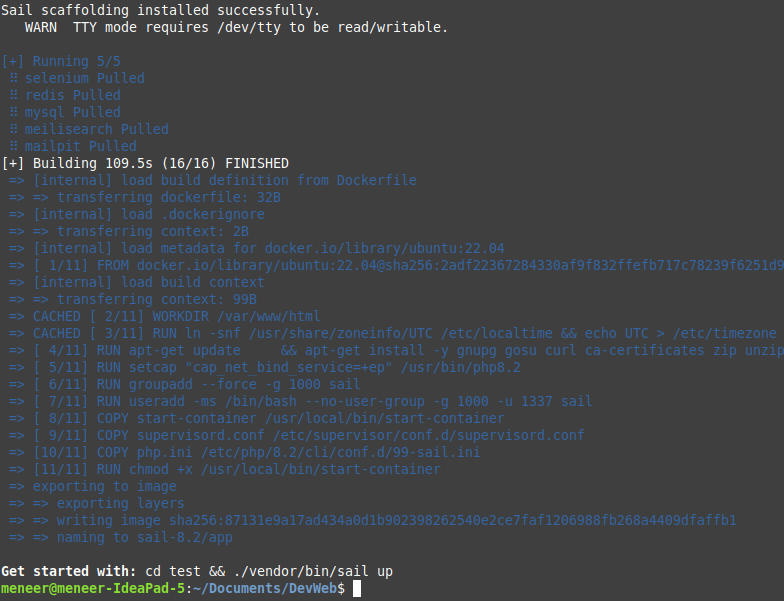 Sail scaffolding installed successfully.
   WARN  TTY mode requires /dev/tty to be read/writable.
[+] Running 5/5
 ⠿ selenium Pulled
 ⠿ redis Pulled
 ⠿ mysql Pulled
 ⠿ meilisearch Pulled
 ⠿ mailpit Pulled
[+] Building 109.5s (16/16) FINISHED
 => [internal] load build definition from Dockerfile
 => => transferring dockerfile: 32B
 => [internal] load .dockerignore
 => => transferring context: 2B
 => [internal] load metadata for docker.io/library/ubuntu:22.04
 => [ 1/11] FROM docker.io/library/ubuntu:22.04@sha256:2adf22367284330af9f832ffefb717c78239f6251d9
 => [internal] load build context
 => => transferring context: 99B
 => CACHED [ 2/11] WORKDIR /var/www/html
 => CACHED [ 3/11] RUN ln -snf /usr/share/zoneinfo/UTC /etc/localtime && echo UTC > /etc/timezone
 => [ 4/11] RUN apt-get update     && apt-get install -y gnupg gosu curl ca-certificates zip unzip
 => [ 5/11] RUN setcap "cap_net_bind_service=+ep" /usr/bin/php8.2
 => [ 6/11] RUN groupadd --force -g 1000 sail
 => [ 7/11] RUN useradd -ms /bin/bash --no-user-group -g 1000 -u 1337 sail
 => [ 8/11] COPY start-container /usr/local/bin/start-container
 => [ 9/11] COPY supervisord.conf /etc/supervisor/conf.d/supervisord.conf
 => [10/11] COPY php.ini /etc/php/8.2/cli/conf.d/99-sail.ini
 => [11/11] RUN chmod +x /usr/local/bin/start-container
 => exporting to image
 => => exporting layers
 => => writing image sha256:87131e9a17ad434a0d1b902398262540e2ce7faf1206988fb268a4409dfaffb1
 => => naming to sail-8.2/app
Get started with: cd test && ./vendor/bin/sail up
meneer@meneer-IdeaPad-5:~/Documents/DevWeb$